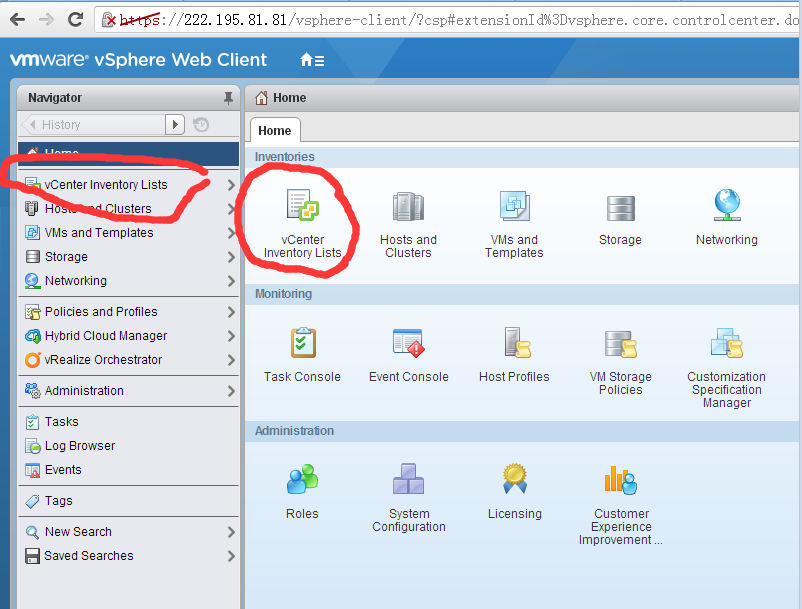 https://222.195.81.81/vsphere-client/?csp#extensionId%3Dvsphere.core.controlcenter.do
vmware® vSphere Web Client
Navigator
History
Home
vCenter Inventory Lists
Hosts and Clusters
VMs and Templates
Storage
Networking
Policies and Profiles
Hybrid Cloud Manager
vRealize Orchestrator
Administration
Tasks
Log Browser
Events
Tags
New Search
Saved Searches
Home
Home
Inventories
vCenter
Inventory Lists
Hosts and
Clusters
VMs and
Templates
Storage
Networking
Monitoring
Task Console
Event Console
Host Profiles
VM Storage
Policies
Customization
Specification
Manager
Administration
Roles
System
Configuration
Licensing
Customer
Experience
Improvement ...